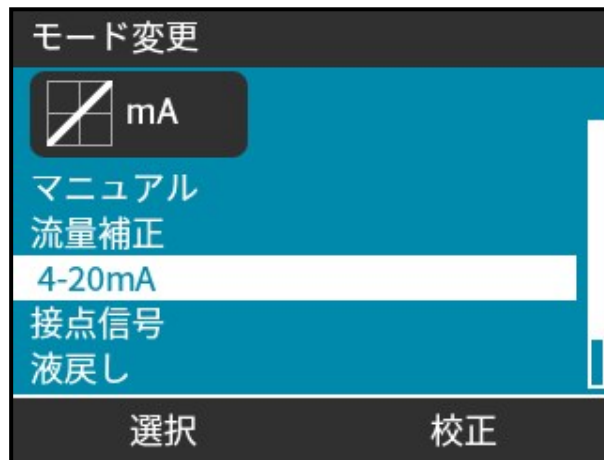 モード変更
mA
マニュアル
流量補正
4-20mA
接点信号
液戻し
選択 校正